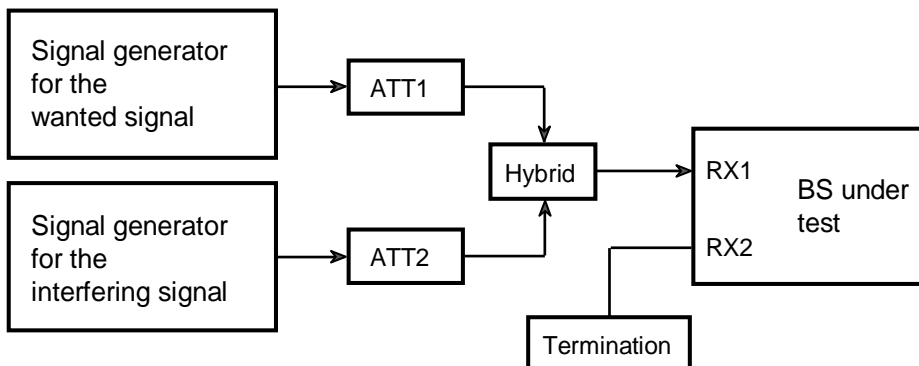 Signal generator
for the
wanted signal
ATT1
Hybrid
RX1
BS under
test
RX2
Signal generator
for the
interfering signal
ATT2
Termination